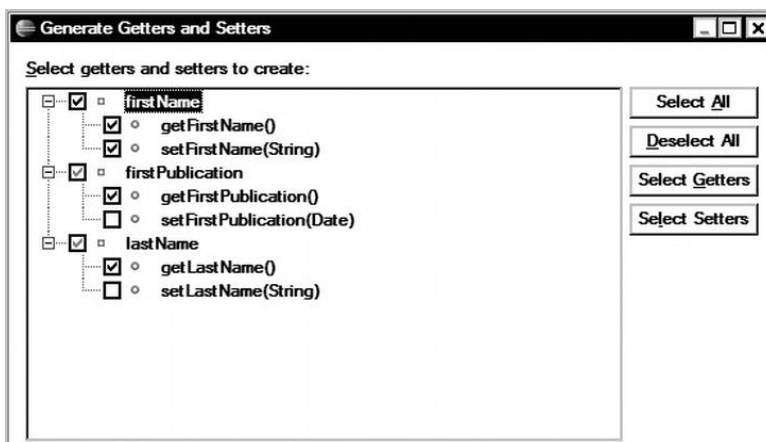 Generate Getters and Setters
Select getters and setters to create:
firstName
getFirstName()
setFirstName(String)
firstPublication
getFirstPublication()
setFirstPublication(Date)
lastName
getLastName()
setLastName(String)
Select All
Deselect All
Select Getters
Select Setters